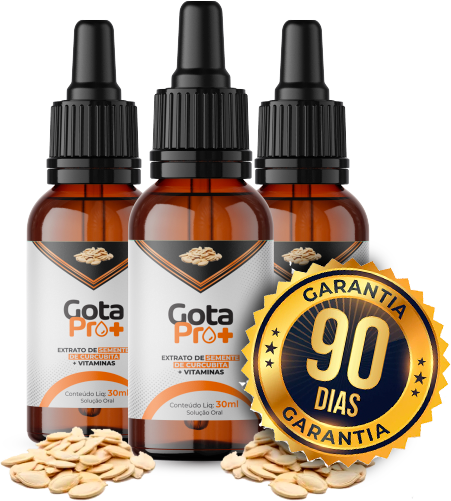 Gota
Pro+
EXTRATO DE SEMENTE
DE CURCUBITA
+ VITAMINAS
Conteúdo Líq: 30ml
Solução Oral
Gota
Pro+
EXTRATO DE SEMENTE
DE CURCUBITA
+ VITAMINAS
Conteúdo Líq: 30ml
Solução Oral
GARANTIA
90
DIAS
GARANTIA